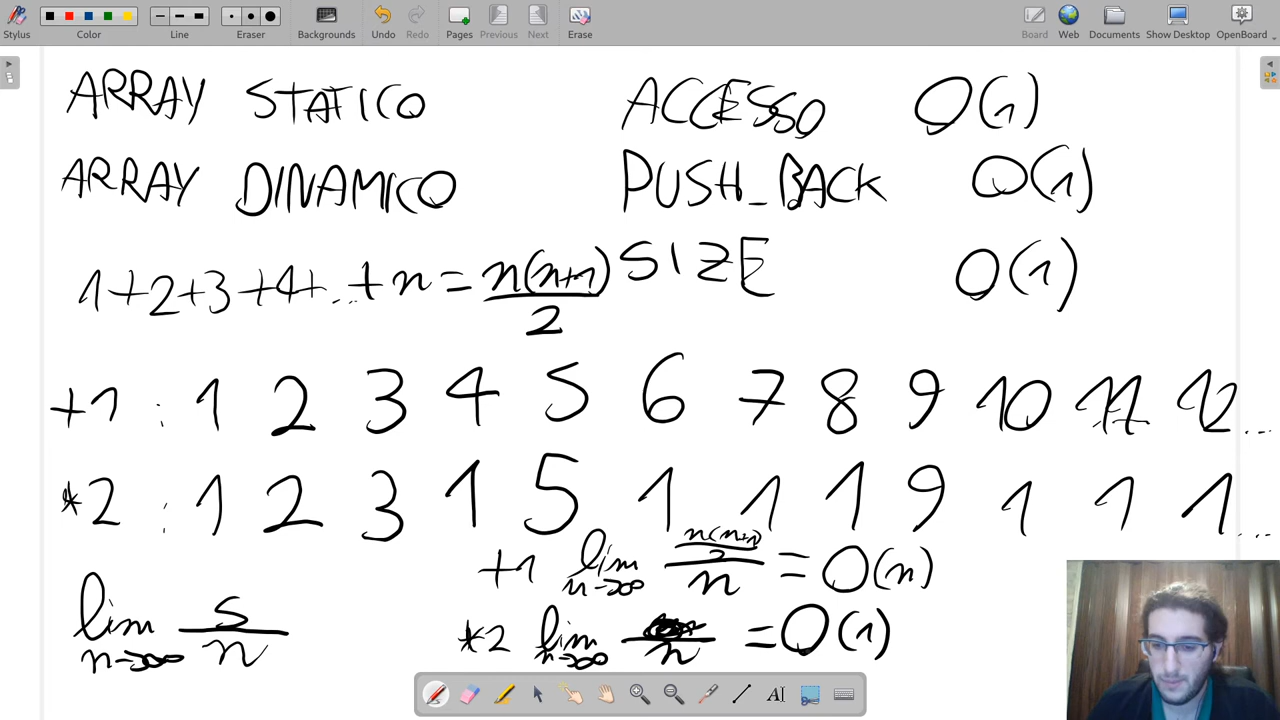 Stylus Color Line Eraser Backgrounds Undo Redo Pages Previous Next Erase Board Web Documents Show Desktop OpenBoard
ARRAY STATICO ACCESSO O(1)
ARRAY DINAMICO PUSH_BACK O(1)
1+2+3+4+...+n = n(n+1)/2 SIZE O(1)
+1 : 1 2 3 4 5 6 7 8 9 10 11 12 ...
*2 : 1 2 3 1 5 1 1 1 9 1 1 1 ...
+1 lim n→∞ (n(n+1)/2)/n = O(n)
lim n→∞ s/n
*2 lim n→∞ /n = O(1)
AI